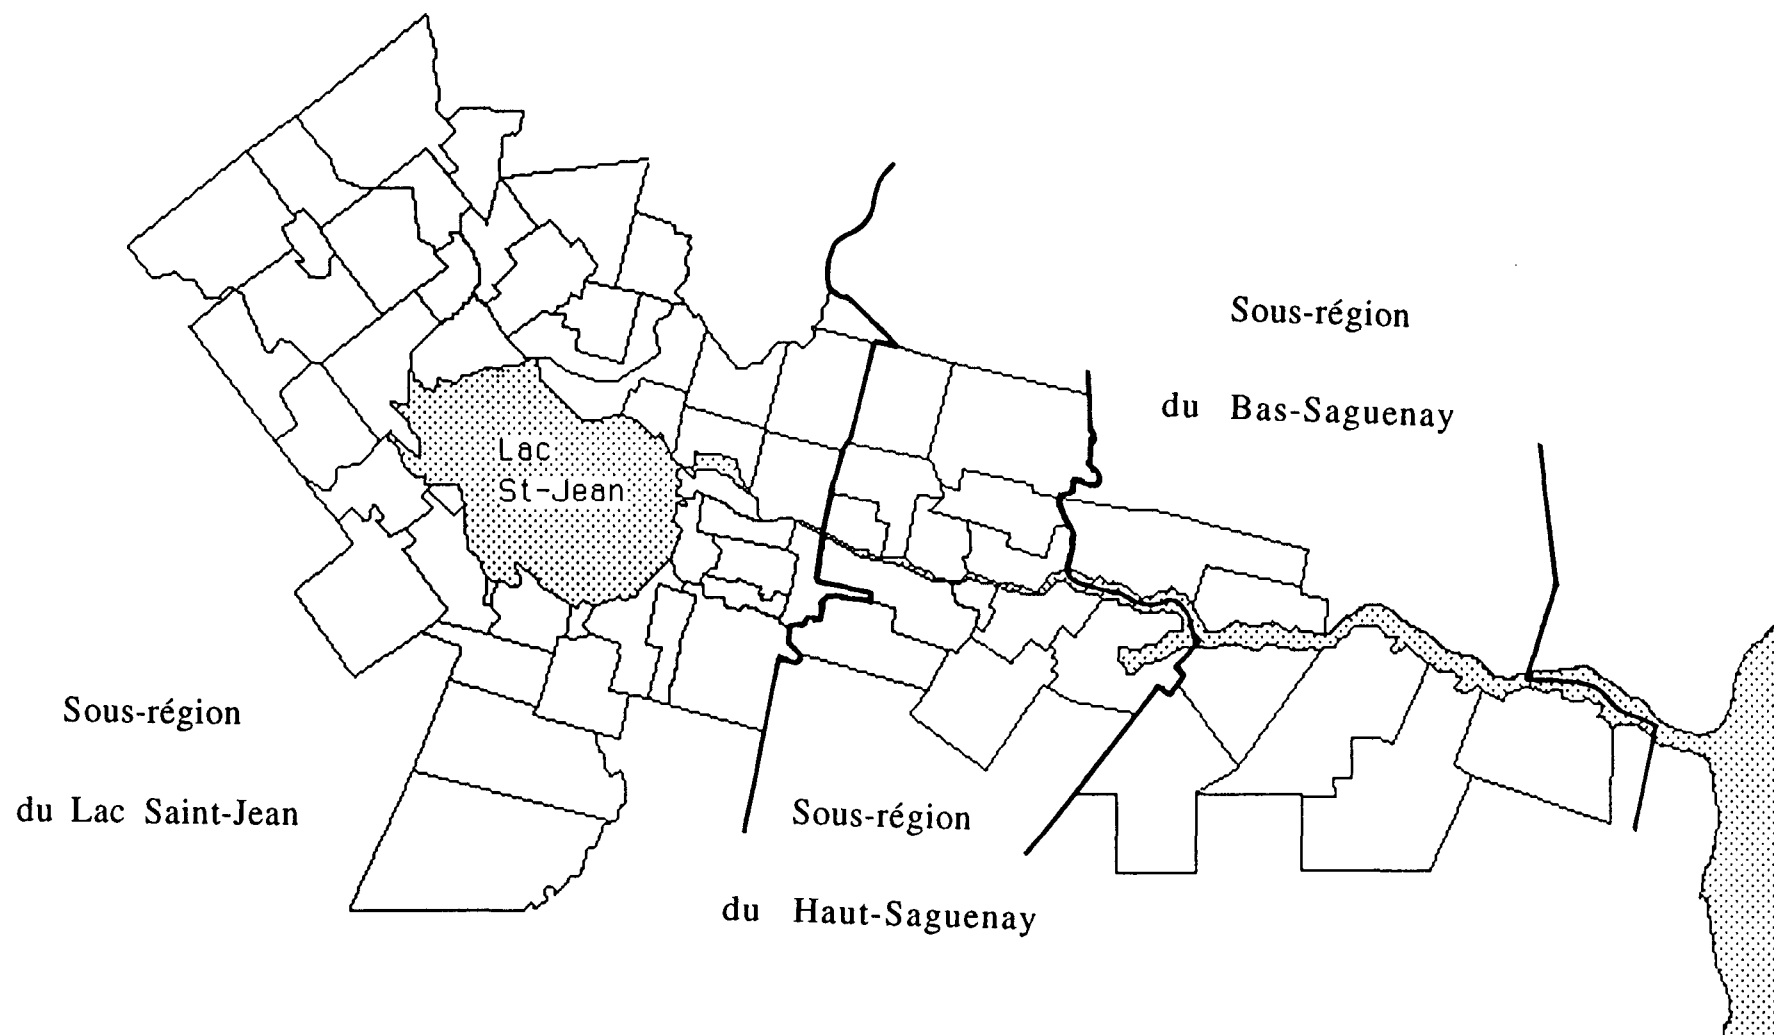 Sous-région
du Bas-Saguenay
Lac
St-Jean
Sous-région
du Lac Saint-Jean
Sous-région
du Haut-Saguenay